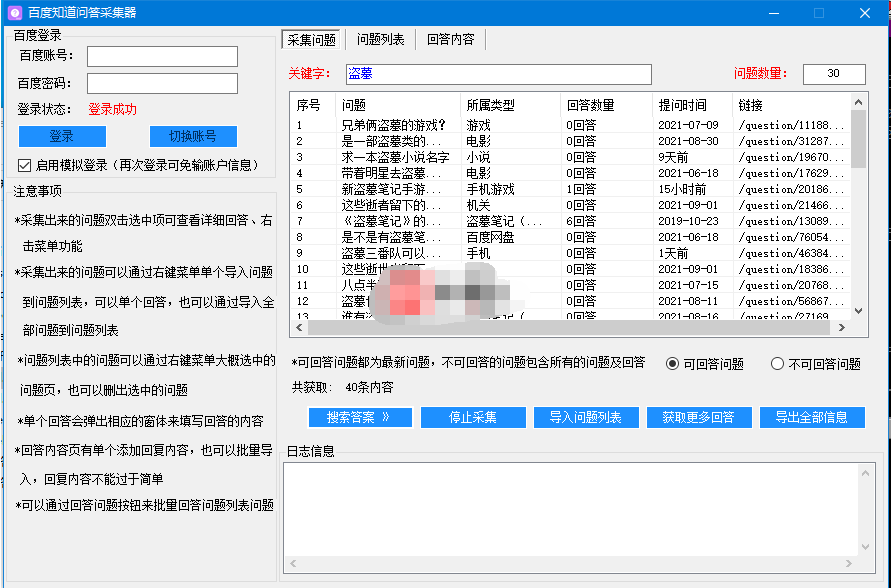 百度知道问答采集器
百度登录
百度账号：
百度密码：
登录状态： 登录成功
登录 切换账号
启用模拟登录（再次登录可免输账户信息）
注意事项
*采集出来的问题双击选中项可查看详细回答、右
击菜单功能
*采集出来的问题可以通过右键菜单单个导入问题
到问题列表，可以单个回答，也可以通过导入全
部问题到问题列表
*问题列表中的问题可以通过右键菜单大概选中的
问题页，也可以删出选中的问题
*单个回答会弹出相应的窗体来填写回答的内容
*回答内容页有单个添加回复内容，也可以批量导
入，回复内容不能过于简单
*可以通过回答问题按钮来批量回答问题列表问题
采集问题 问题列表 回答内容
关键字： 盗墓 问题数量： 30
序号 问题 所属类型 回答数量 提问时间 链接
1 兄弟俩盗墓的游戏？ 游戏 0回答 2021-07-09 /question/11188...
2 是一部盗墓类的... 电影 0回答 2021-08-30 /question/31287...
3 求一本盗墓小说名字 小说 0回答 9天前 /question/19670...
4 带着明星去盗墓... 电影 0回答 2021-06-18 /question/17629...
5 新盗墓笔记手游... 手机游戏 1回答 15小时前 /question/20186...
6 这些逝者留下的... 机关 0回答 2021-09-01 /question/21466...
7 《盗墓笔记》的... 盗墓笔记（... 6回答 2019-10-23 /question/13089...
8 是不是有盗墓笔... 百度网盘 0回答 2021-06-18 /question/76054...
9 盗墓三番队可以... 手机 0回答 1天前 /question/46384...
10 这些逝世 0回答 2021-09-01 /question/18386...
11 八点半 0回答 2021-07-15 /question/20768...
12 盗墓 0回答 2021-08-11 /question/56867...
13 谁有 笔记（ 0回答 2021-08-16 /question/27169
*可回答问题都为最新问题，不可回答的问题包含所有的问题及回答 可回答问题 不可回答问题
共获取： 40条内容
搜索答案 》 停止采集 导入问题列表 获取更多回答 导出全部信息
日志信息